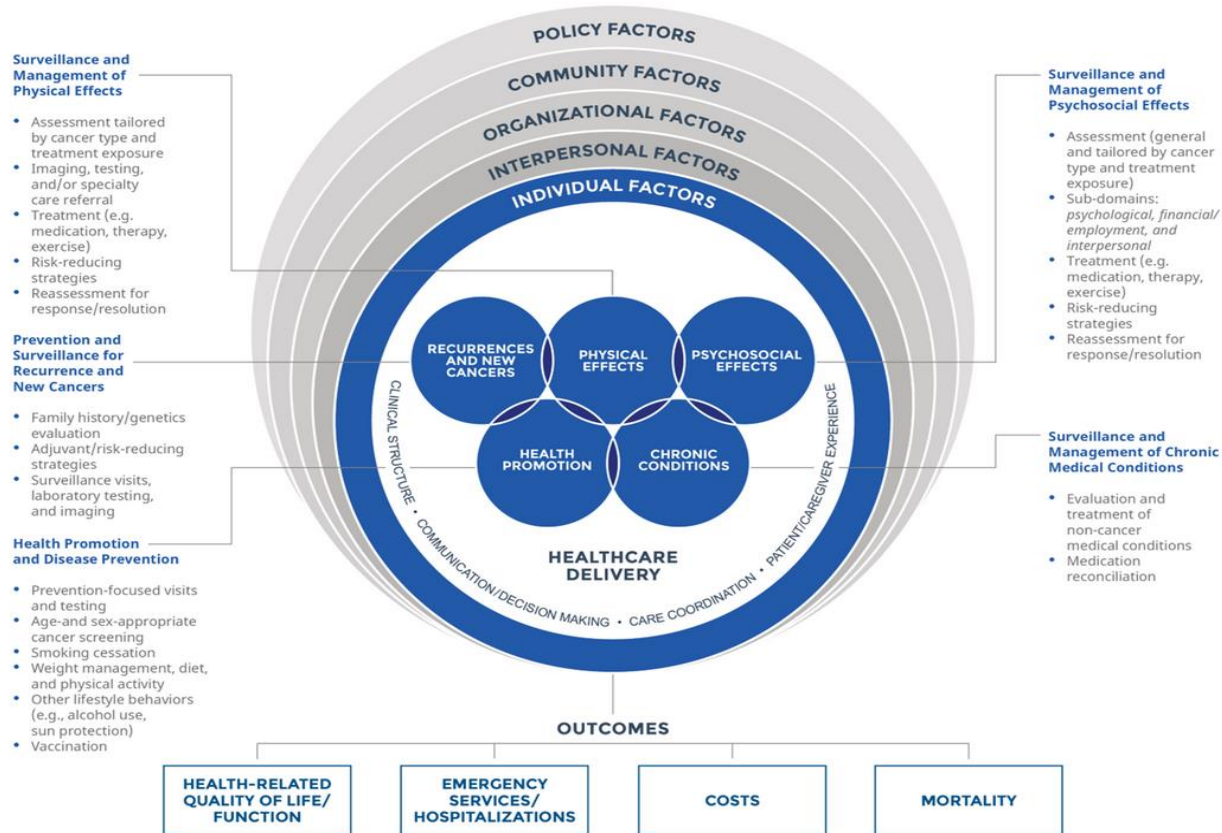 POLICY FACTORS
COMMUNITY FACTORS
ORGANIZATIONAL FACTORS
INTERPERSONAL FACTORS
INDIVIDUAL FACTORS
Surveillance and
Management of
Physical Effects
• Assessment tailored
by cancer type and
treatment exposure
• Imaging, testing,
and/or specialty
care referral
• Treatment (e.g.
medication, therapy,
exercise)
• Risk-reducing
strategies
• Reassessment for
response/resolution
Prevention and
Surveillance for
Recurrence and
New Cancers
• Family history/genetics
evaluation
• Adjuvant/risk-reducing
strategies
• Surveillance visits,
laboratory testing,
and imaging
Health Promotion
and Disease Prevention
• Prevention-focused visits
and testing
• Age-and sex-appropriate
cancer screening
• Smoking cessation
• Weight management, diet,
and physical activity
• Other lifestyle behaviors
(e.g., alcohol use,
sun protection)
• Vaccination
RECURRENCES
AND NEW
CANCERS
PHYSICAL
EFFECTS
PSYCHOSOCIAL
EFFECTS
HEALTH
PROMOTION
CHRONIC
CONDITIONS
HEALTHCARE
DELIVERY
CLINICAL STRUCTURE • COMMUNICATION/DECISION MAKING • CARE COORDINATION • PATIENT/CAREGIVER EXPERIENCE
Surveillance and
Management of
Psychosocial Effects
• Assessment (general
and tailored by cancer
type and treatment
exposure)
• Sub-domains:
psychological, financial/
employment, and
interpersonal
• Treatment (e.g.
medication, therapy,
exercise)
• Risk-reducing
strategies
• Reassessment for
response/resolution
Surveillance and
Management of Chronic
Medical Conditions
• Evaluation and
treatment of
non-cancer
medical conditions
• Medication
reconciliation
OUTCOMES
HEALTH-RELATED
QUALITY OF LIFE/
FUNCTION
EMERGENCY
SERVICES/
HOSPITALIZATIONS
COSTS
MORTALITY